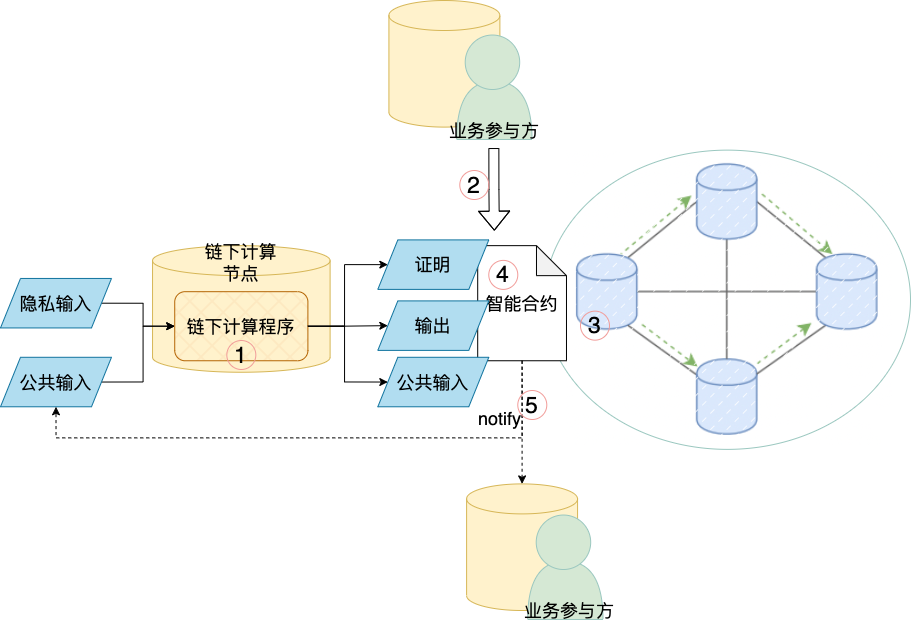 业务参与方
②
链下计算
节点
隐私输入
链下计算程序
①
公共输入
证明
输出
公共输入
④
智能合约
③
⑤
notify
业务参与方